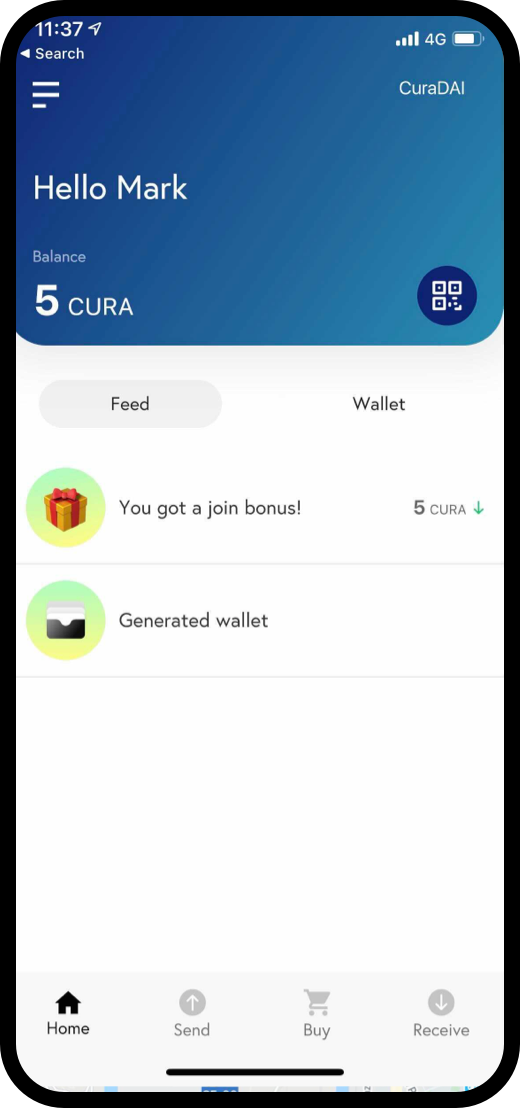 11:37
4G
Search
CuraDAI
Hello Mark
Balance
5 CURA
Feed
Wallet
You got a join bonus!
5 CURA
Generated wallet
Home
Send
Buy
Receive